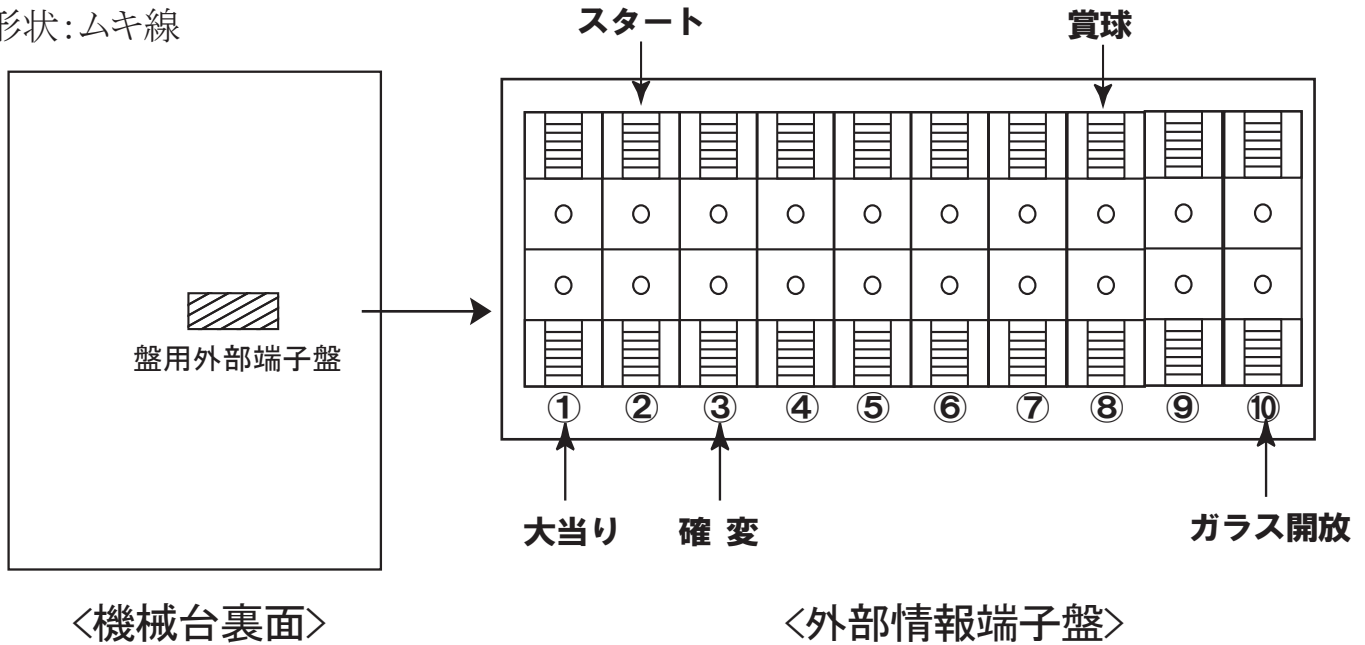 形状:ムキ線
スタート
賞球
盤用外部端子盤
① ② ③ ④ ⑤ ⑥ ⑦ ⑧ ⑨ ⑩
大当り
確 変
ガラス開放
<機械台裏面>
<外部情報端子盤>